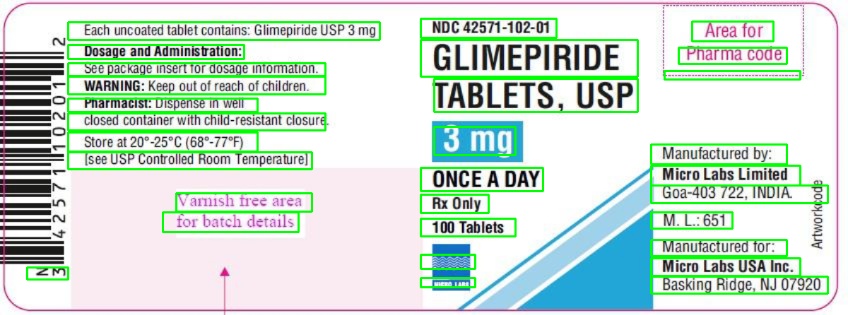 Each uncoated tablet contains: Glimepiride USP 3 mg
Dosage and Administration:
See package insert for dosage information.
WARNING: Keep out of reach of children.
Pharmacist: Dispense in well
closed container with child-resistant closure.
Store at 20°-25°C (68°-77°F)
[see USP Controlled Room Temperature]
Varnish free area
for batch details
N
3 42571 10201 2
NDC 42571-102-01
GLIMEPIRIDE
TABLETS, USP
3 mg
ONCE A DAY
Rx Only
100 Tablets
MICRO LABS
Area for
Pharma code
Manufactured by:
Micro Labs Limited
Goa-403 722, INDIA.
M. L.: 651
Manufactured for:
Micro Labs USA Inc.
Basking Ridge, NJ 07920
Artworkcode